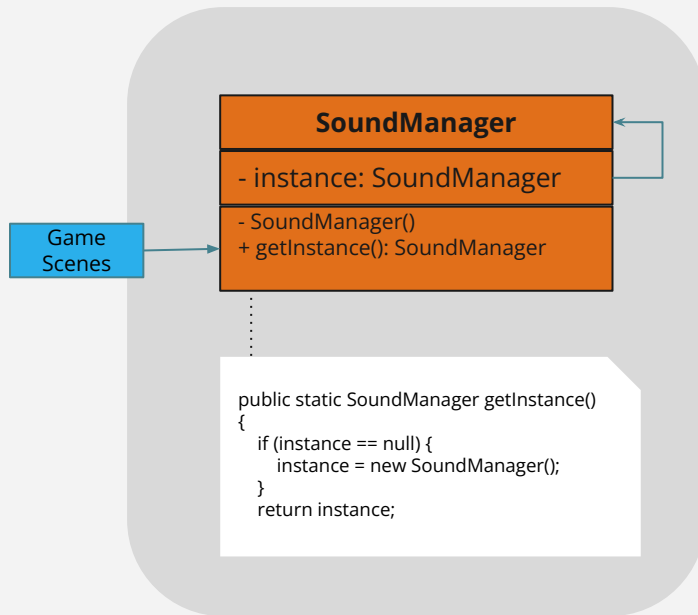 SoundManager
- instance: SoundManager
- SoundManager()
+ getInstance(): SoundManager
Game
Scenes
public static SoundManager getInstance()
{
if (instance == null) {
instance = new SoundManager();
}
return instance;